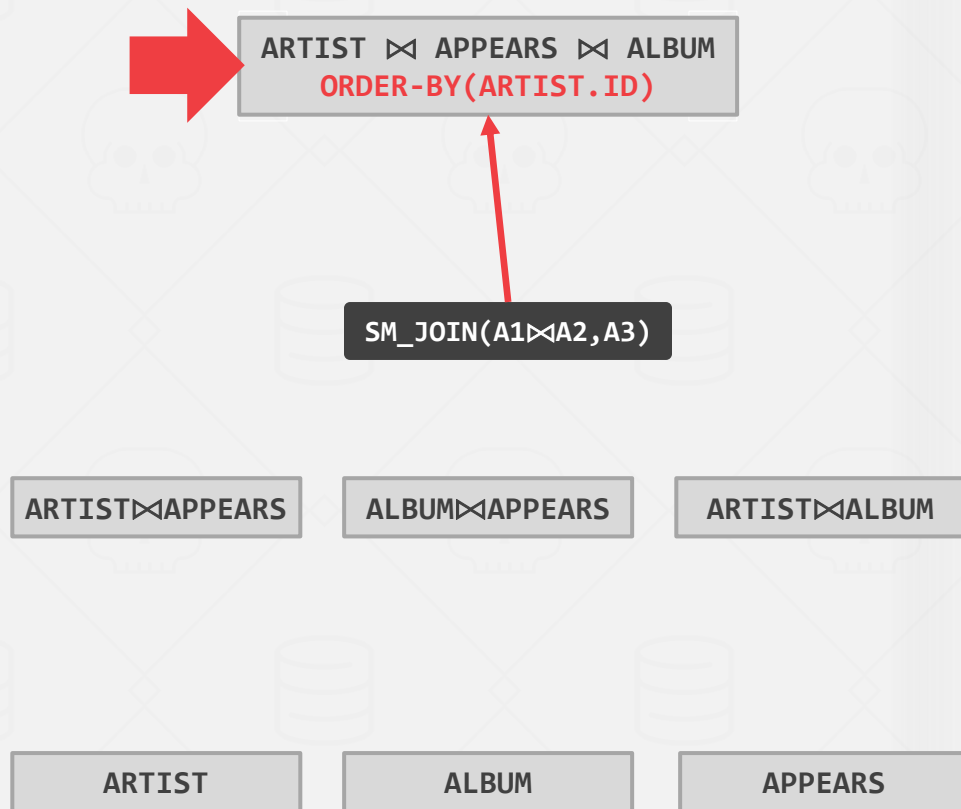 ARTIST ⋈ APPEARS ⋈ ALBUM
ORDER-BY(ARTIST.ID)
SM_JOIN(A1⋈A2,A3)
ARTIST⋈APPEARS
ALBUM⋈APPEARS
ARTIST⋈ALBUM
ARTIST
ALBUM
APPEARS